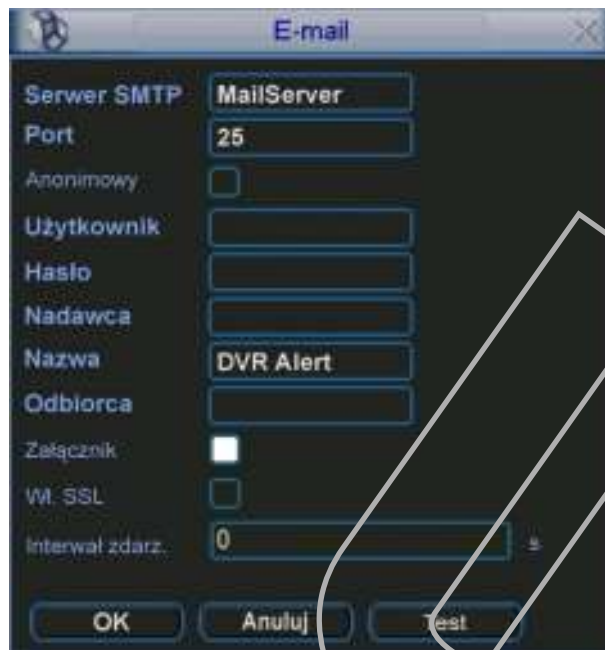 E-mail
Serwer SMTP MailServer
Port 25
Anonimowy
Użytkownik
Hasło
Nadawca
Nazwa DVR Alert
Odbiorca
Załącznik
Wł. SSL
Interwał zdarz. 0 s
OK Anuluj Test